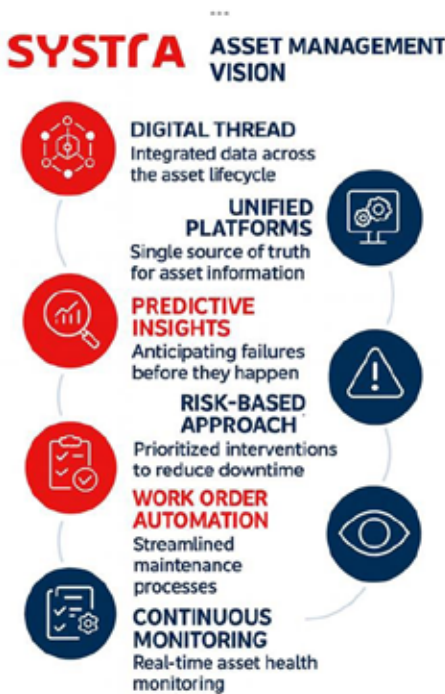 SYSTRA
ASSET MANAGEMENT
VISION
DIGITAL THREAD
Integrated data across
the asset lifecycle
UNIFIED
PLATFORMS
Single source of truth
for asset information
PREDICTIVE
INSIGHTS
Anticipating failures
before they happen
RISK-BASED
APPROACH
Prioritized interventions
to reduce downtime
WORK ORDER
AUTOMATION
Streamlined
maintenance
processes
CONTINUOUS
MONITORING
Real-time asset health
monitoring